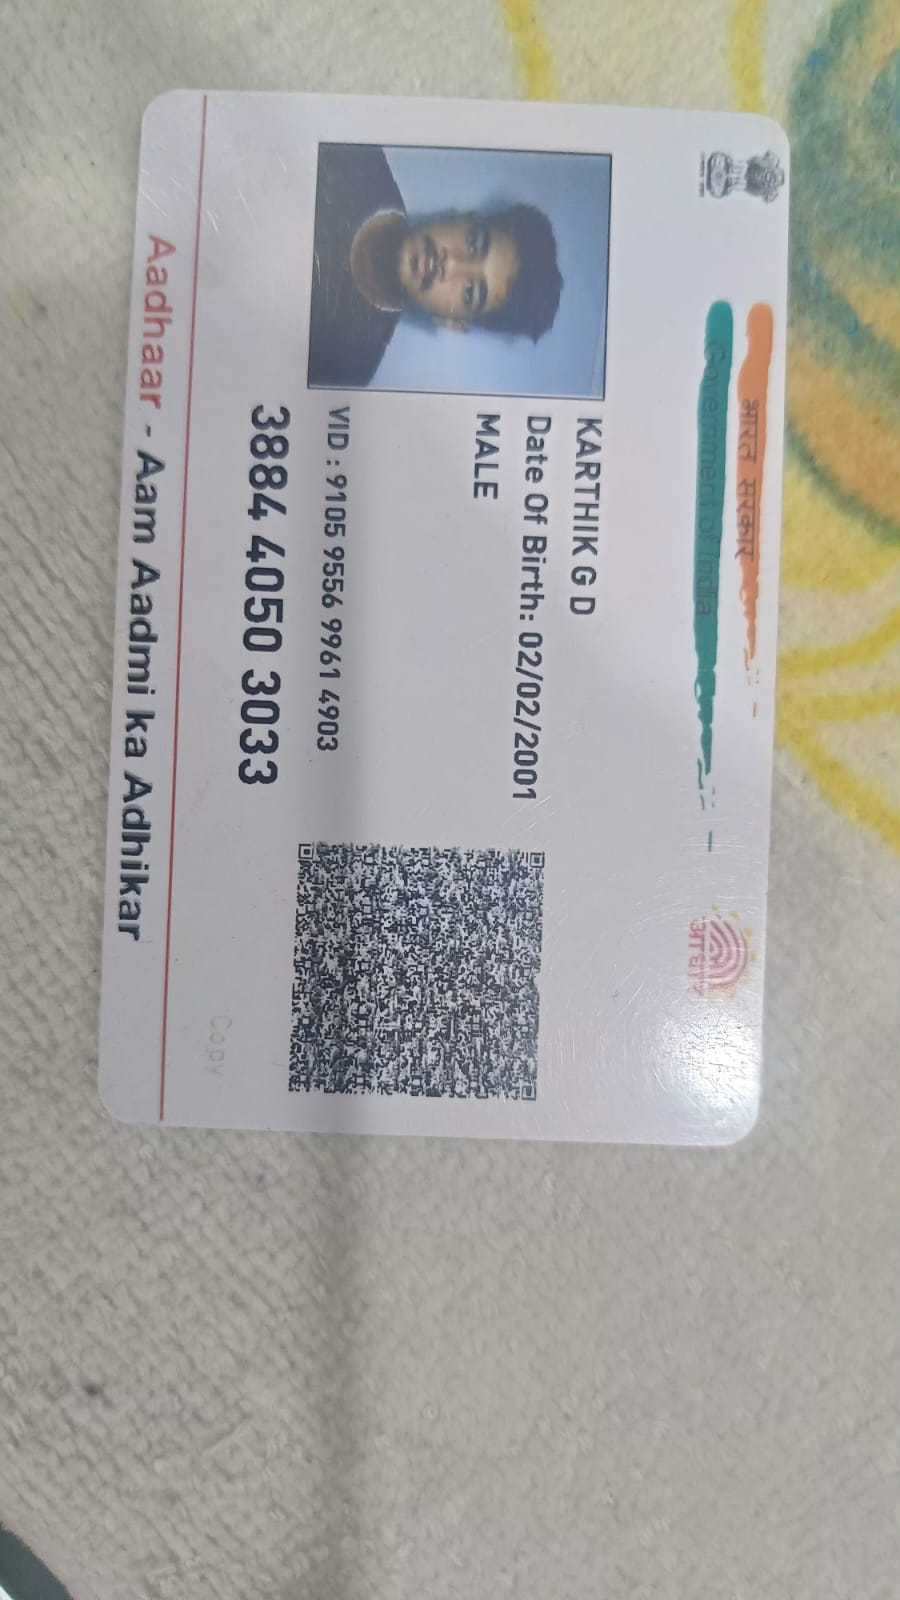 भारत सरकार
Government of India
आधार
KARTHIK G D
Date Of Birth: 02/02/2001
MALE
VID : 9105 9556 9961 4903
3884 4050 3033
Copy
Aadhaar - Aam Aadmi ka Adhikar